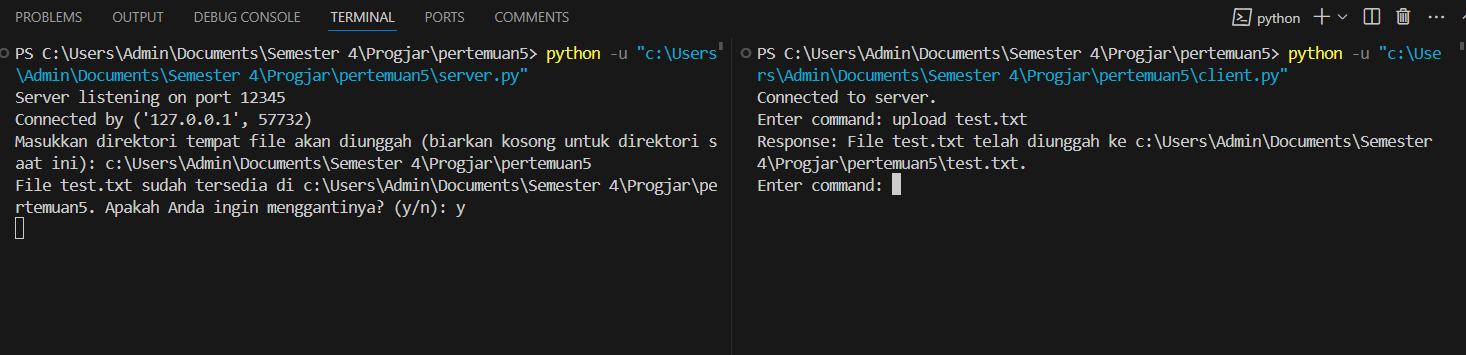 PROBLEMS OUTPUT DEBUG CONSOLE TERMINAL PORTS COMMENTS python
PS C:\Users\Admin\Documents\Semester 4\Progjar\pertemuan5> python -u "c:\Users
\Admin\Documents\Semester 4\Progjar\pertemuan5\server.py"
Server listening on port 12345
Connected by ('127.0.0.1', 57732)
Masukkan direktori tempat file akan diunggah (biarkan kosong untuk direktori s
aat ini): c:\Users\Admin\Documents\Semester 4\Progjar\pertemuan5
File test.txt sudah tersedia di c:\Users\Admin\Documents\Semester 4\Progjar\pe
rtemuan5. Apakah Anda ingin menggantinya? (y/n): y
PS C:\Users\Admin\Documents\Semester 4\Progjar\pertemuan5> python -u "c:\Use
rs\Admin\Documents\Semester 4\Progjar\pertemuan5\client.py"
Connected to server.
Enter command: upload test.txt
Response: File test.txt telah diunggah ke c:\Users\Admin\Documents\Semester
4\Progjar\pertemuan5\test.txt.
Enter command: